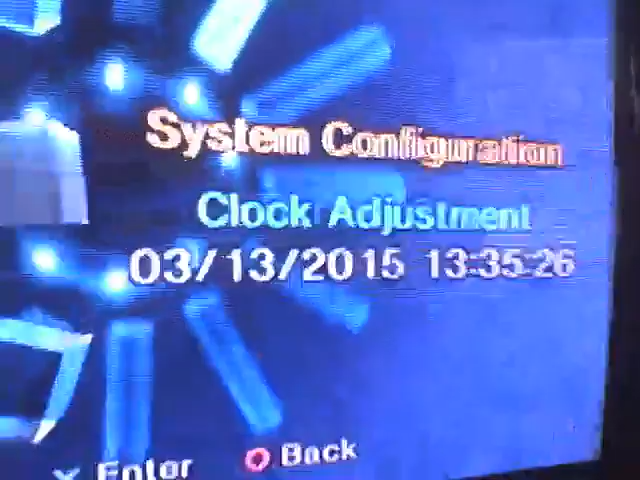 System Configuration
Clock Adjustment
03/13/2015 13:35:26
Enter Back